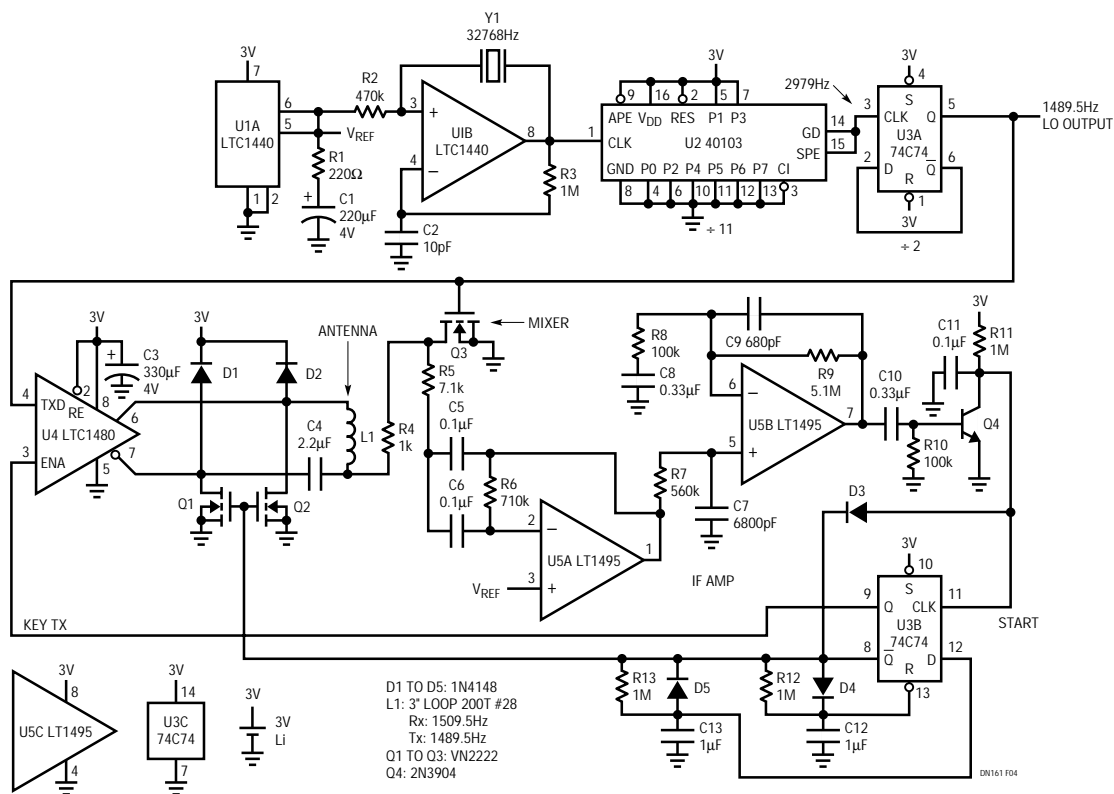 Y1
32768Hz
3V
7
6
5
U1A
LTC1440
1
2
R2
470k
VREF
R1
220Ω
+
C1
220µF
4V
3
+
UIB
LTC1440
4
–
8
R3
1M
C2
10pF
3V
9
16
2
5
7
APE VDD RES P1 P3
1
CLK
U2 40103
GD
SPE
14
15
GND P0 P2 P4 P5 P6 P7 CI
8
4
6
10
11
12
13
3
÷ 11
2979Hz
3V
4
S
3
CLK
Q
5
U3A
74C74
2
D
Q
6
R
1
3V
÷ 2
1489.5Hz
LO OUTPUT
3V
3V
ANTENNA
+
C3
330µF
4V
D1
D2
2
4
TXD
RE
8
6
U4 LTC1480
3
ENA
5
7
C4
2.2µF
L1
R4
1k
Q1
Q2
MIXER
Q3
R5
7.1k
C5
0.1µF
C6
0.1µF
R6
710k
2
–
U5A LT1495
1
VREF
3
+
R7
560k
C7
6800pF
IF AMP
R8
100k
C8
0.33µF
C9 680pF
R9
5.1M
6
–
U5B LT1495
7
5
+
C10
0.33µF
R10
100k
C11
0.1µF
3V
R11
1M
Q4
D3
3V
10
S
9
Q
CLK
11
U3B
74C74
8
Q
D
12
R
13
START
KEY TX
R13
1M
D5
C13
1µF
R12
1M
D4
C12
1µF
3V
8
U5C LT1495
4
3V
14
U3C
74C74
7
3V
3V
Li
D1 TO D5: 1N4148
L1: 3" LOOP 200T #28
Rx: 1509.5Hz
Tx: 1489.5Hz
Q1 TO Q3: VN2222
Q4: 2N3904
DN161 F04